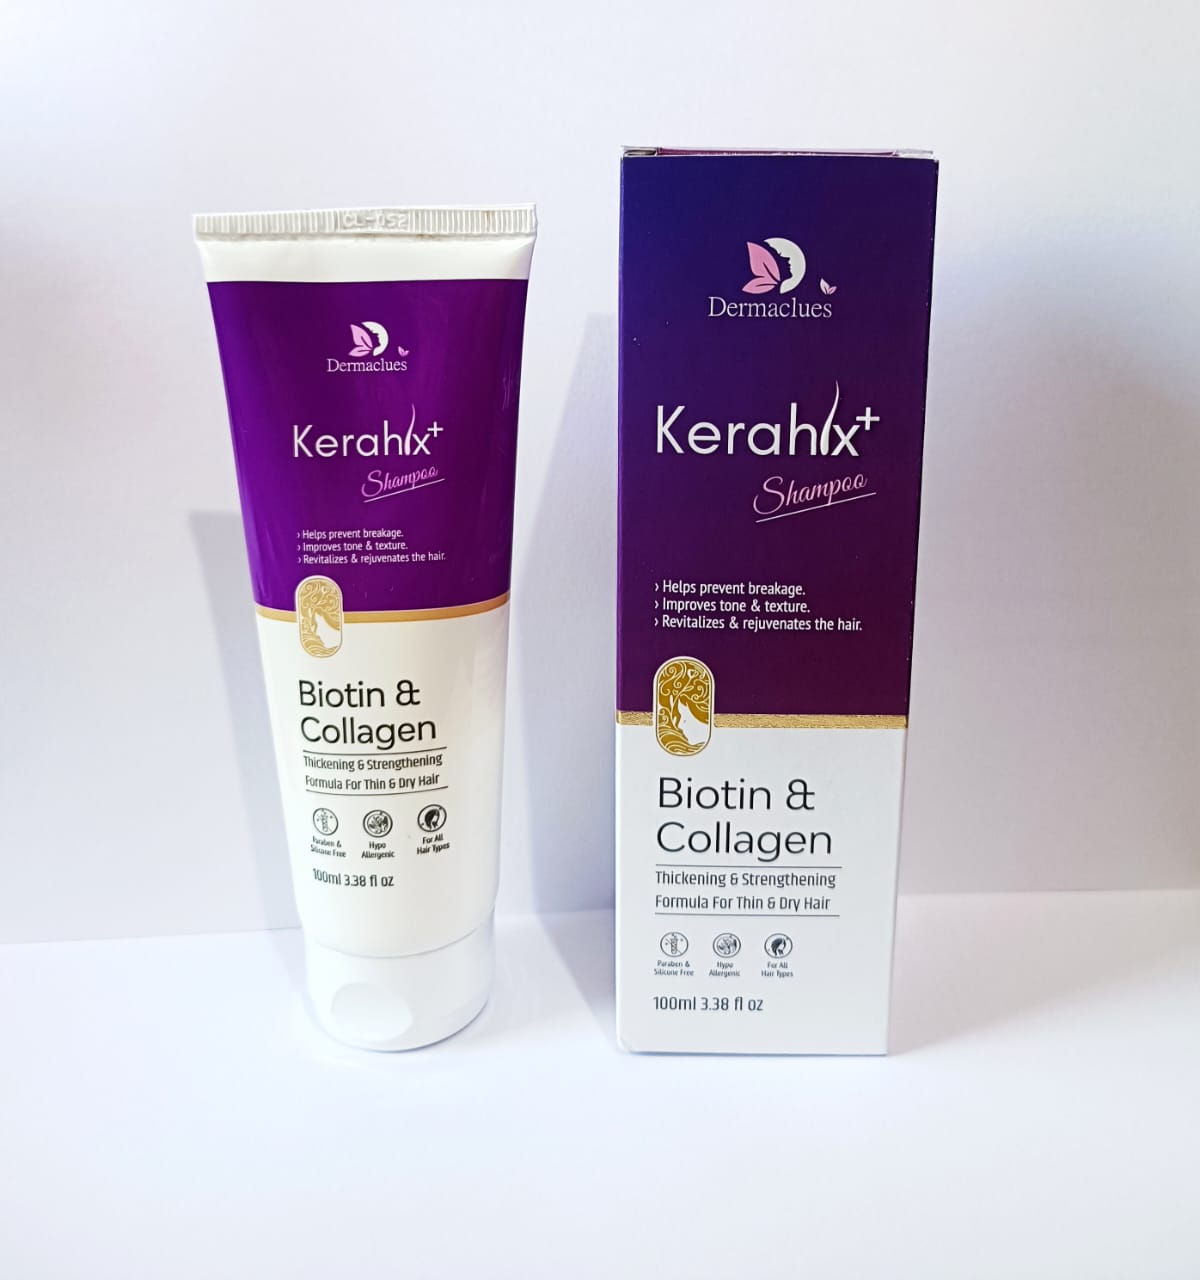 CL-052
Dermaclues
Kerahix+
Shampoo
› Helps prevent breakage.
› Improves tone & texture.
› Revitalizes & rejuvenates the hair.
Biotin &
Collagen
Thickening & Strengthening
Formula For Thin & Dry Hair
Paraben &
Silicone Free
Hypo
Allergenic
For All
Hair Types
100ml 3.38 fl oz
Dermaclues
Kerahix+
Shampoo
› Helps prevent breakage.
› Improves tone & texture.
› Revitalizes & rejuvenates the hair.
Biotin &
Collagen
Thickening & Strengthening
Formula For Thin & Dry Hair
Paraben &
Silicone Free
Hypo
Allergenic
For All
Hair Types
100ml 3.38 fl oz